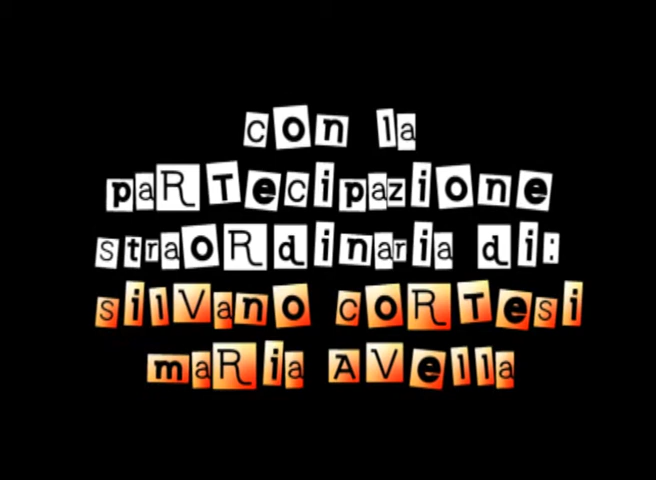 con la
paRTecipazione
straoRdinaria di:
silVano coRTesi
maRia AVella